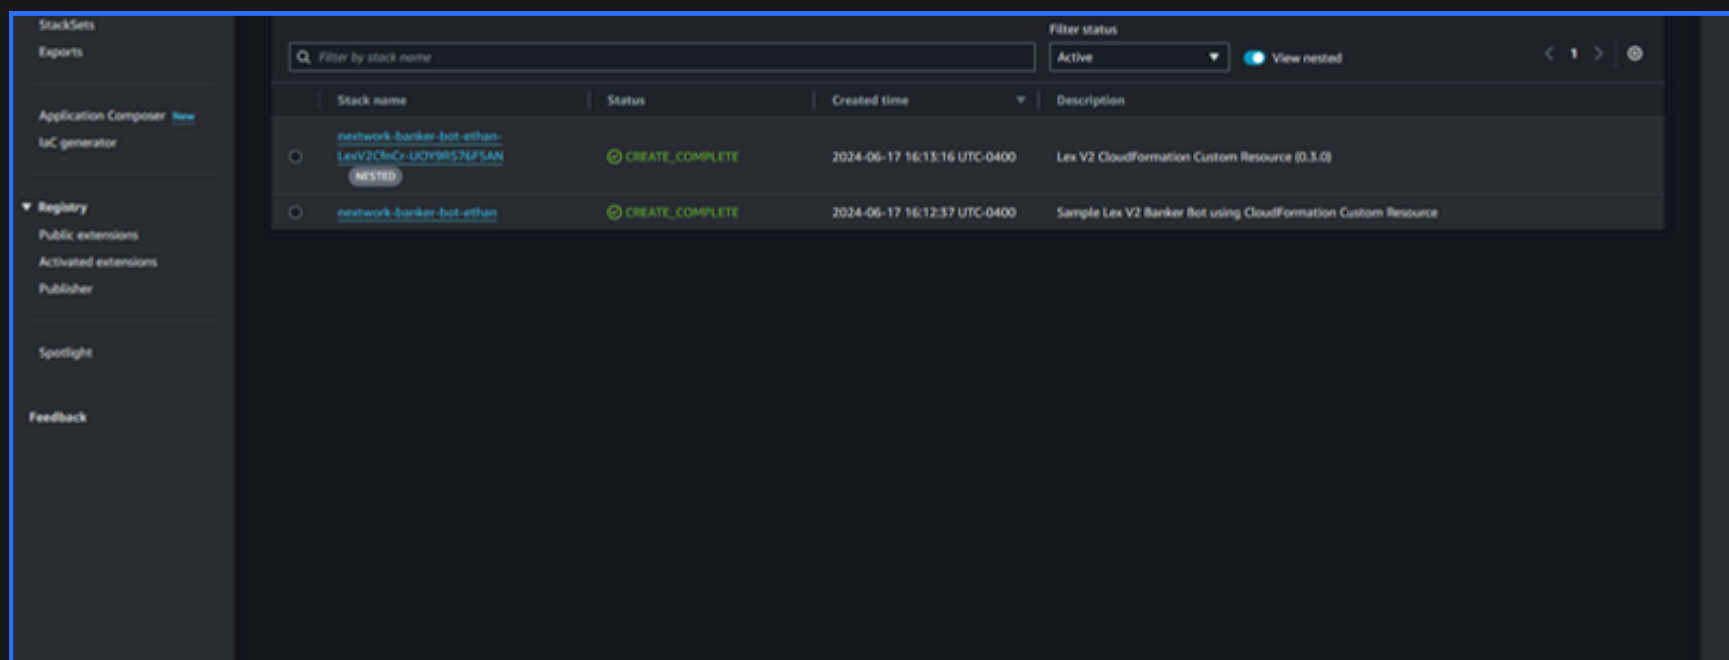 StackSets
Exports
Application Composer New
IaC generator
Registry
Public extensions
Activated extensions
Publisher
Spotlight
Feedback
Filter status
Filter by stack name
Active
View nested
1
Stack name
Status
Created time
Description
nextwork-banker-bot-ethan-
LexV2CfnCr-UOY9R576F5AN
NESTED
CREATE_COMPLETE
2024-06-17 16:13:16 UTC-0400
Lex V2 CloudFormation Custom Resource (0.3.0)
nextwork-banker-bot-ethan
CREATE_COMPLETE
2024-06-17 16:12:37 UTC-0400
Sample Lex V2 Banker Bot using CloudFormation Custom Resource